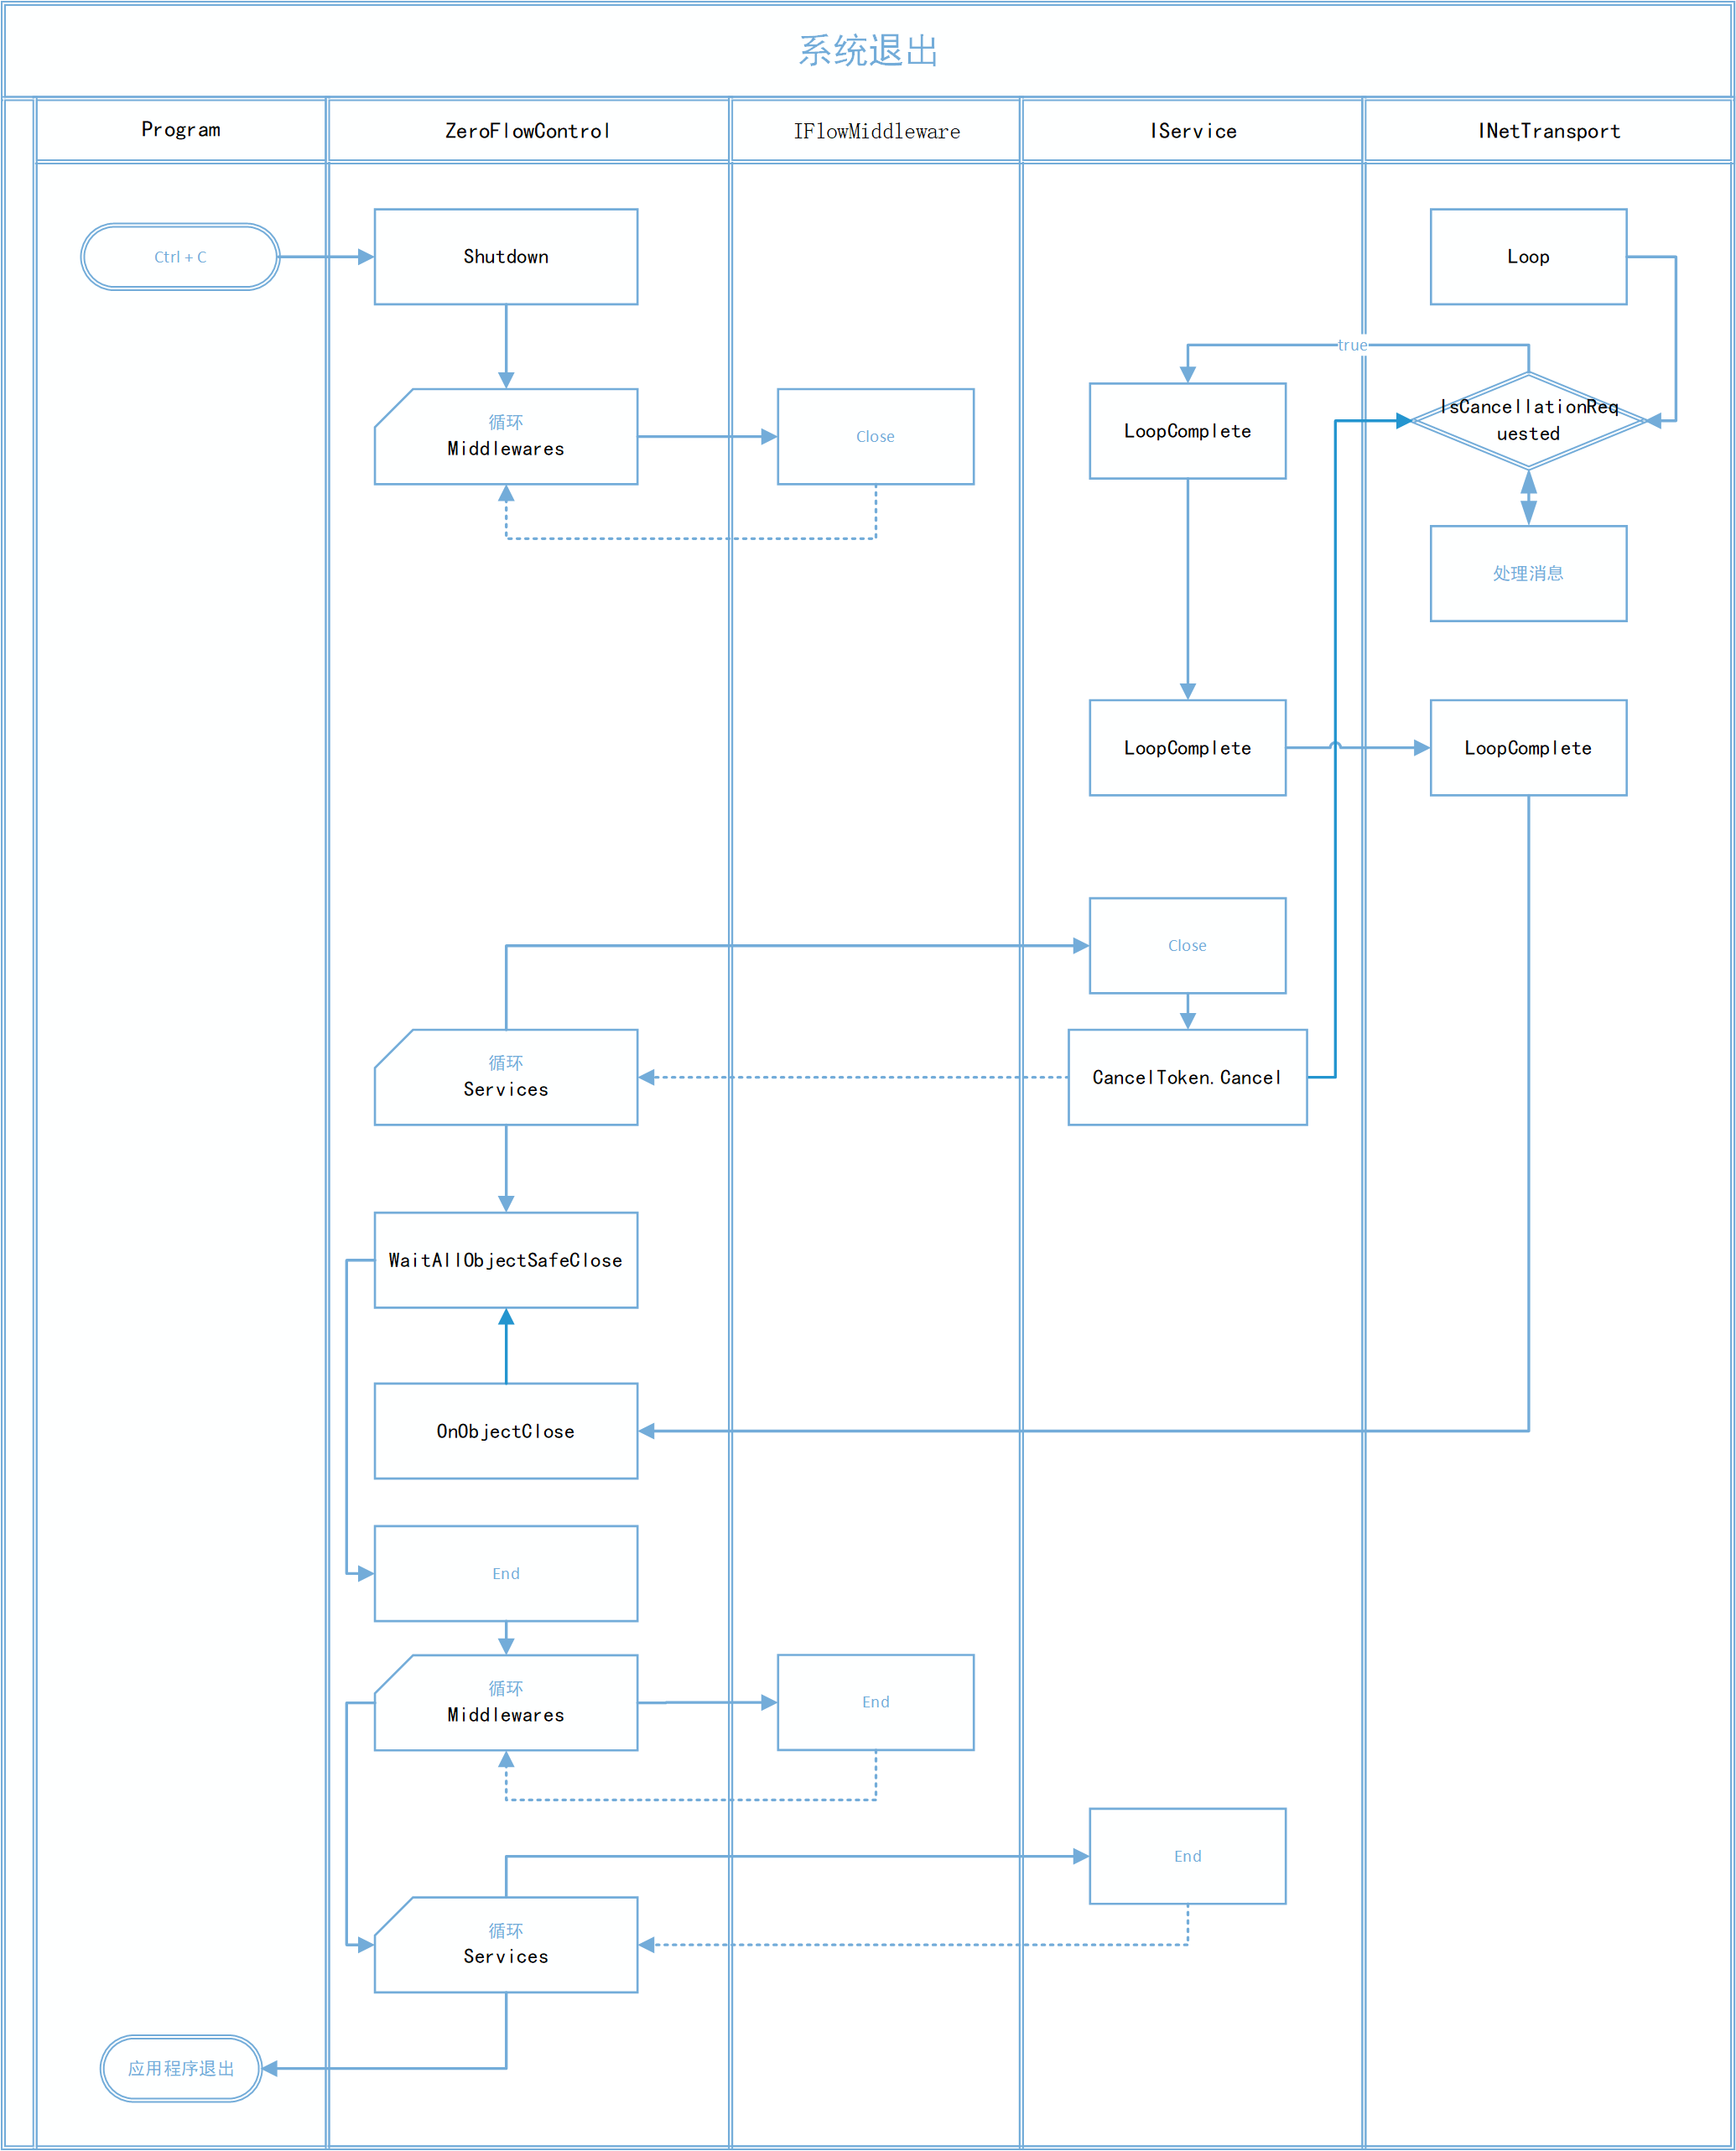 系统退出
Program
ZeroFlowControl
IFlowMiddleware
IService
INetTransport
Ctrl + C
Shutdown
Loop
true
循环
Middlewares
Close
LoopComplete
IsCancellationReq
uested
处理消息
LoopComplete
LoopComplete
Close
循环
Services
CancelToken.Cancel
WaitAllObjectSafeClose
OnObjectClose
End
循环
Middlewares
End
End
循环
Services
应用程序退出